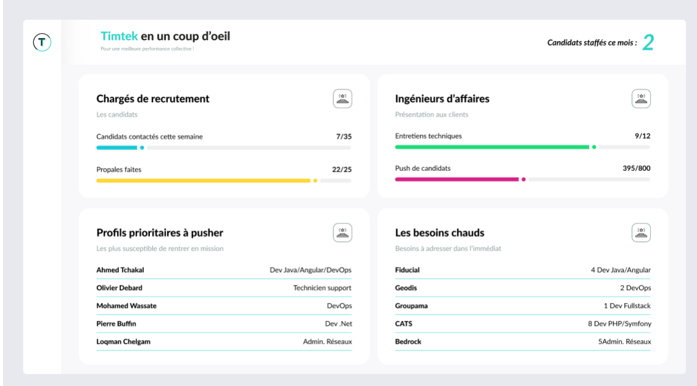 T
Timtek en un coup d'oeil
Pour une meilleure performance collective !
Candidats staffés ce mois : 2
Chargés de recrutement
Les candidats
Candidats contactés cette semaine 7/35
Propales faites 22/25
Ingénieurs d'affaires
Présentation aux clients
Entretiens techniques 9/12
Push de candidats 395/800
Profils prioritaires à pusher
Les plus susceptible de rentrer en mission
Ahmed Tchakal Dev Java/Angular/DevOps
Olivier Debard Technicien support
Mohamed Wassate DevOps
Pierre Buffin Dev .Net
Loqman Chelgam Admin. Réseaux
Les besoins chauds
Besoins à adresser dans l'immédiat
Fiducial 4 Dev Java/Angular
Geodis 2 DevOps
Groupama 1 Dev Fullstack
CATS 8 Dev PHP/Symfony
Bedrock 5Admin. Réseaux